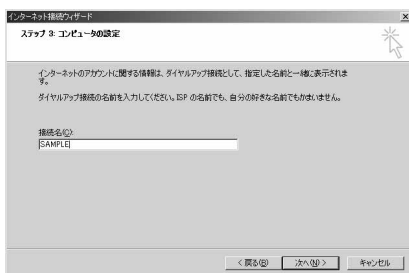 インターネット接続ウィザード
ステップ 3: コンピュータの設定
インターネットのアカウントに関する情報は、ダイヤルアップ接続として、指定した名前と一緒に表示されま
す。
ダイヤルアップ接続の名前を入力してください。ISP の名前でも、自分の好きな名前でもかまいません。
接続名(C):
SAMPLE
< 戻る(B)
次へ(N) >
キャンセル